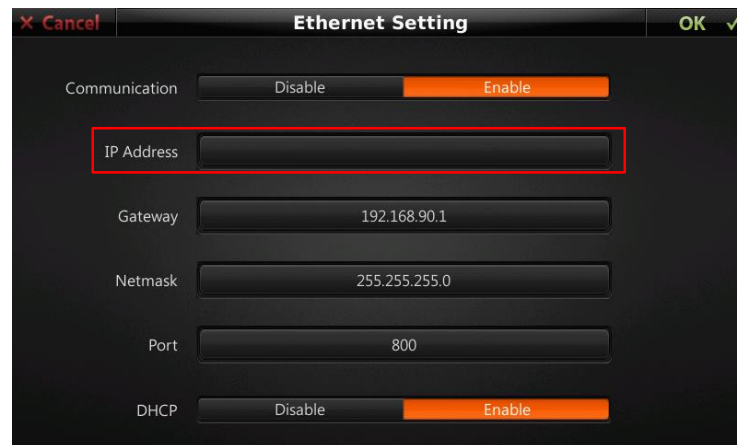 × Cancel Ethernet Setting OK ✓
Communication Disable Enable
IP Address
Gateway 192.168.90.1
Netmask 255.255.255.0
Port 800
DHCP Disable Enable